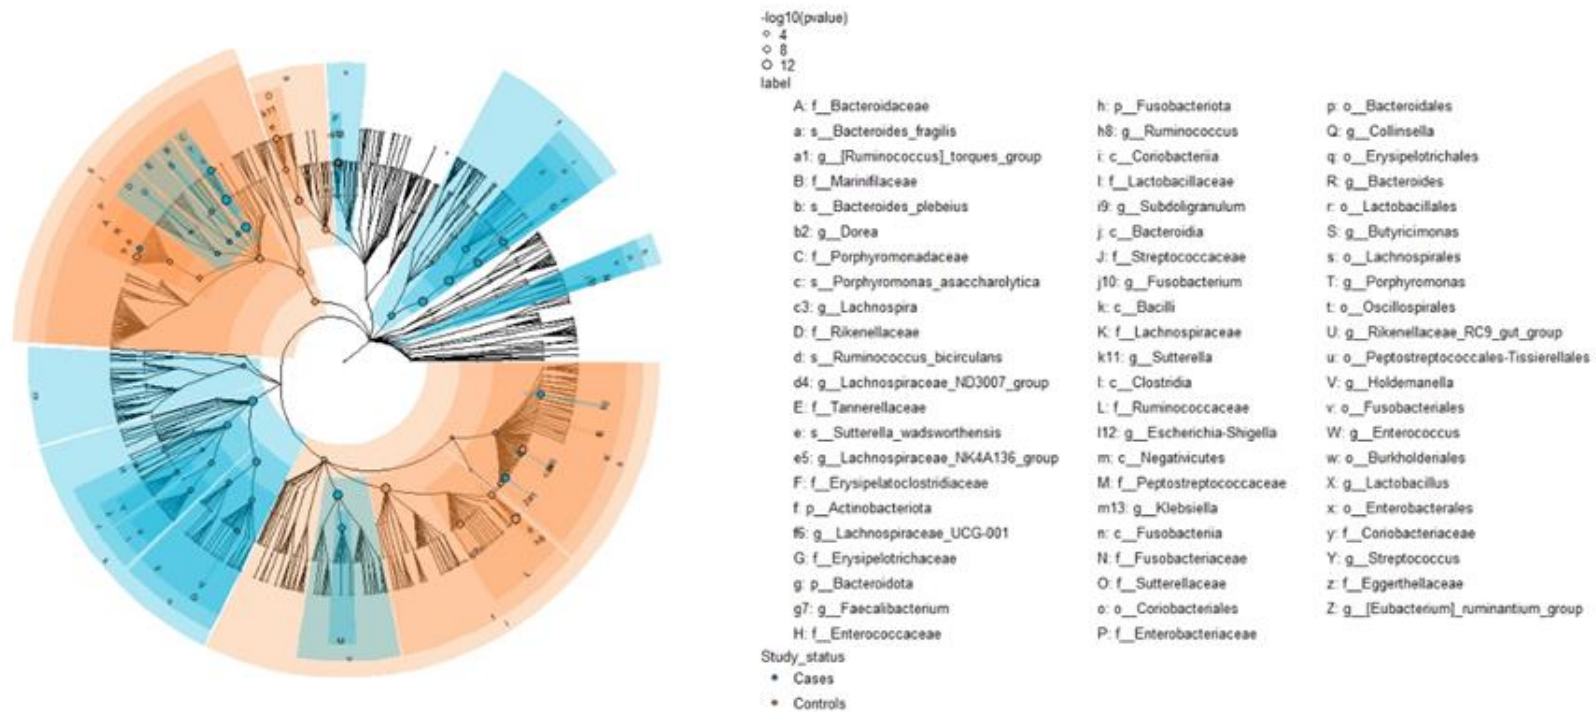 -log10(pvalue)
4
8
12
label
A: f__Bacteroidaceae
a: s__Bacteroides_fragilis
a1: g__[Ruminococcus]_torques_group
B: f__Marinifilaceae
b: s__Bacteroides_plebeius
b2: g__Dorea
C: f__Porphyromonadaceae
c: s__Porphyromonas_asaccharolytica
c3: g__Lachnospira
D: f__Rikenellaceae
d: s__Ruminococcus_bicirculans
d4: g__Lachnospiraceae_ND3007_group
E: f__Tannerellaceae
e: s__Sutterella_wadsworthensis
e5: g__Lachnospiraceae_NK4A136_group
F: f__Erysipelatoclostridiaceae
f: p__Actinobacteriota
f6: g__Lachnospiraceae_UCG-001
G: f__Erysipelotrichaceae
g: p__Bacteroidota
g7: g__Faecalibacterium
H: f__Enterococcaceae
h: p__Fusobacteriota
h8: g__Ruminococcus
i: c__Coriobacteriia
I: f__Lactobacillaceae
i9: g__Subdoligranulum
j: c__Bacteroidia
J: f__Streptococcaceae
j10: g__Fusobacterium
k: c__Bacilli
K: f__Lachnospiraceae
k11: g__Sutterella
l: c__Clostridia
L: f__Ruminococcaceae
l12: g__Escherichia-Shigella
m: c__Negativicutes
M: f__Peptostreptococcaceae
m13: g__Klebsiella
n: c__Fusobacteriia
N: f__Fusobacteriaceae
O: f__Sutterellaceae
o: o__Coriobacteriales
P: f__Enterobacteriaceae
p: o__Bacteroidales
Q: g__Collinsella
q: o__Erysipelotrichales
R: g__Bacteroides
r: o__Lactobacillales
S: g__Butyricimonas
s: o__Lachnospirales
T: g__Porphyromonas
t: o__Oscillospirales
U: g__Rikenellaceae_RC9_gut_group
u: o__Peptostreptococcales-Tissierellales
V: g__Holdemanella
v: o__Fusobacteriales
W: g__Enterococcus
w: o__Burkholderiales
X: g__Lactobacillus
x: o__Enterobacterales
y: f__Coriobacteriaceae
Y: g__Streptococcus
z: f__Eggerthellaceae
Z: g__[Eubacterium]_ruminantium_group
Study_status
Cases
Controls